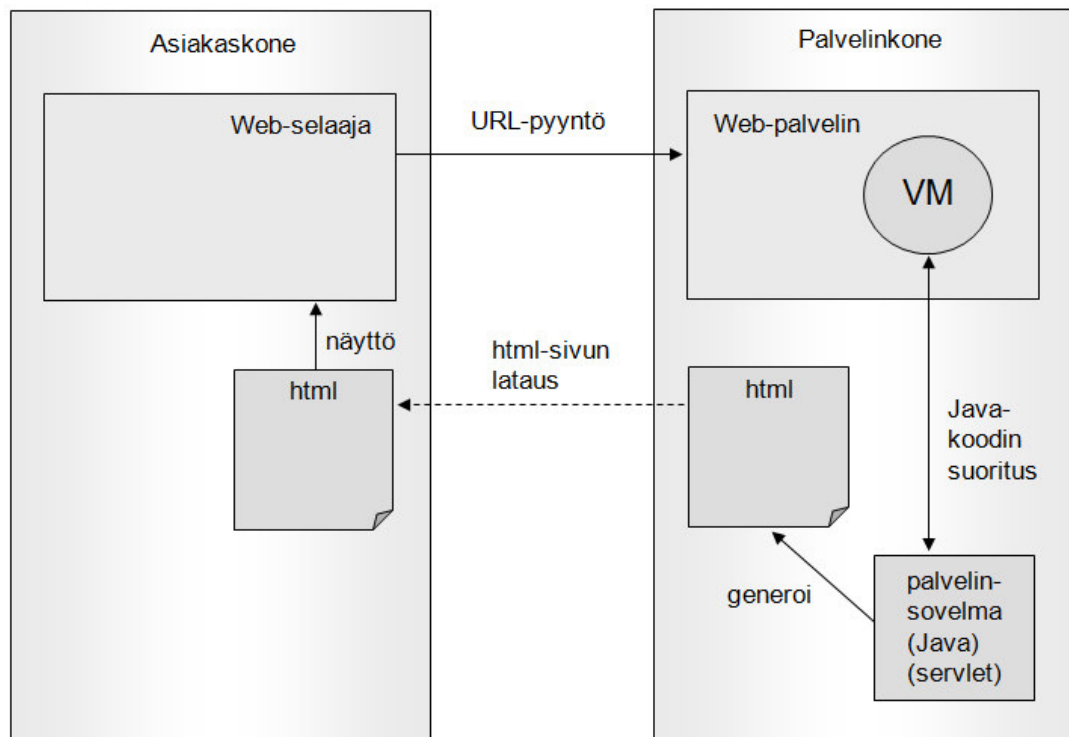 Asiakaskone
Palvelinkone
Web-selaaja
URL-pyyntö
Web-palvelin
VM
näyttö
html-sivun
lataus
html
html
Java-
koodin
suoritus
generoi
palvelin-
sovelma
(Java)
(servlet)